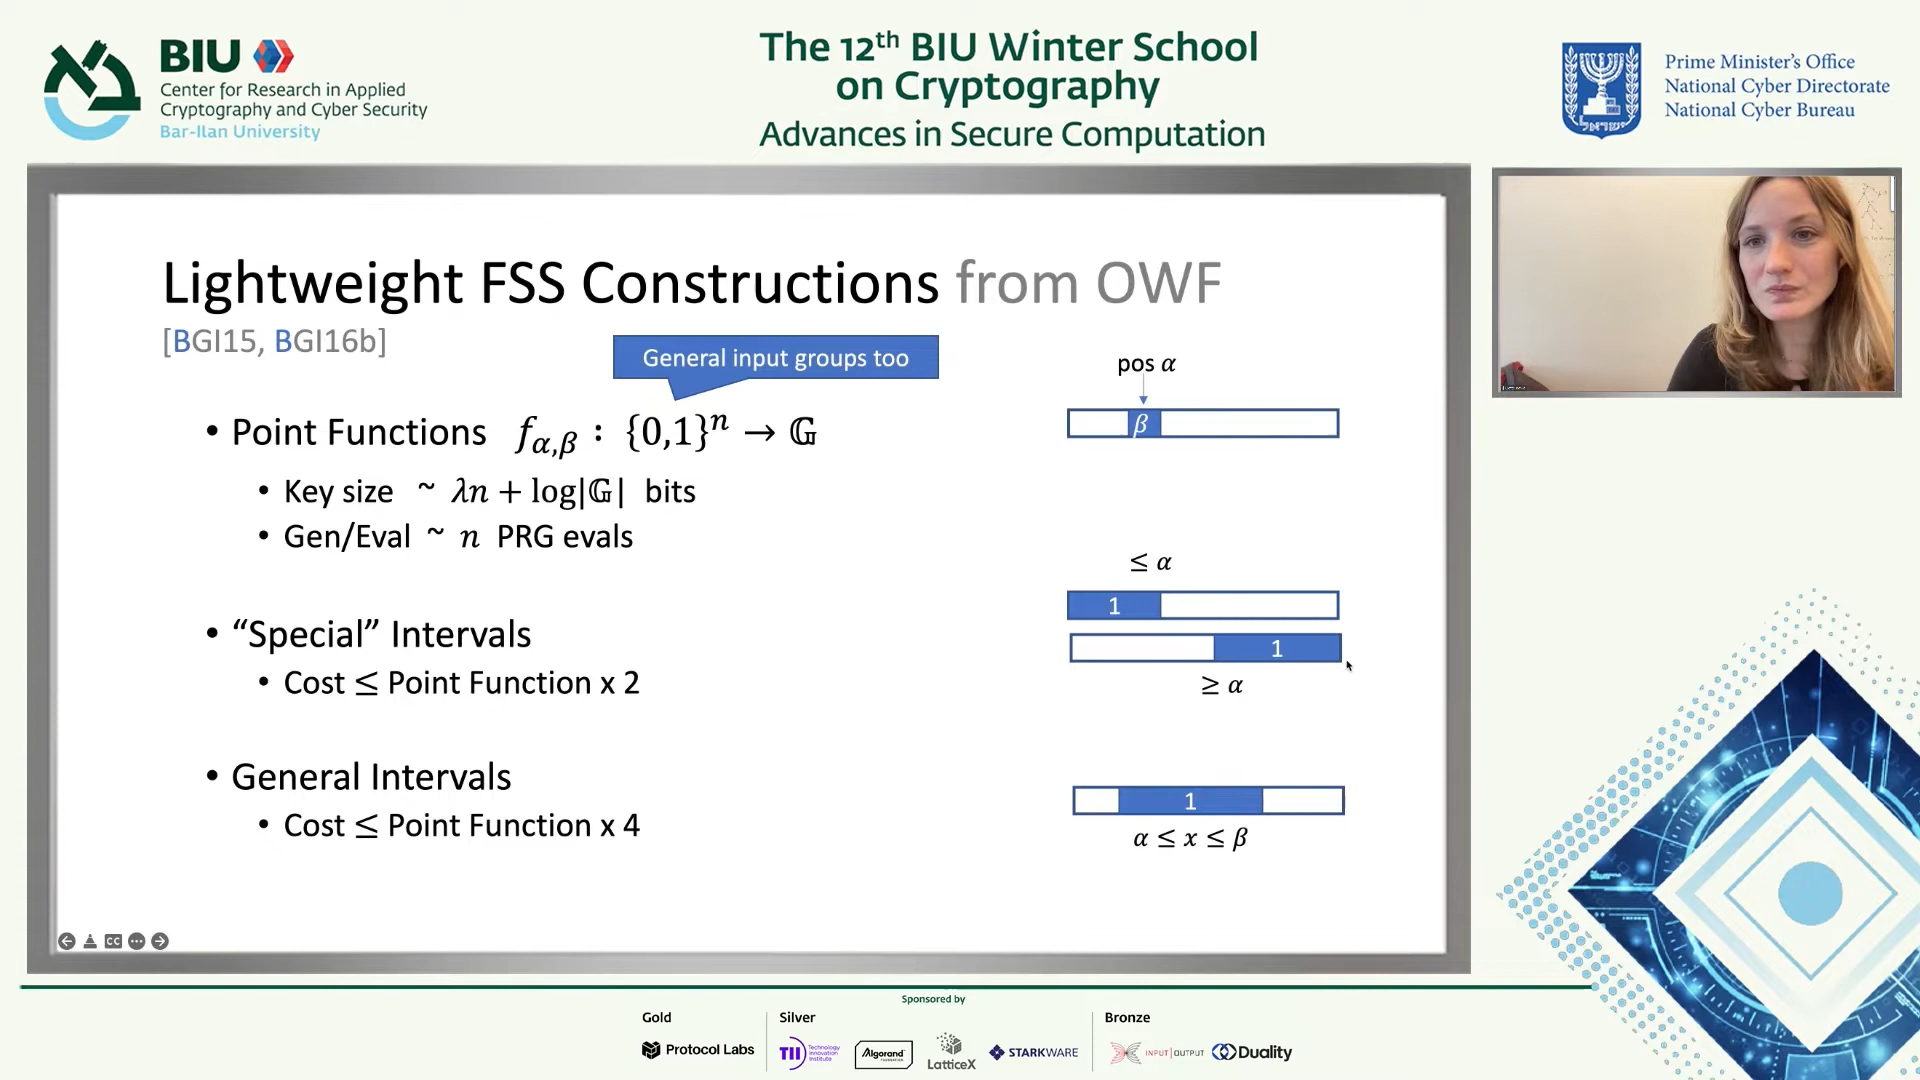 BIU
Center for Research in Applied
Cryptography and Cyber Security
Bar-Ilan University
The 12th BIU Winter School
on Cryptography
Advances in Secure Computation
Prime Minister's Office
National Cyber Directorate
National Cyber Bureau
Lightweight FSS Constructions from OWF
[BGI15, BGI16b]
General input groups too
• Point Functions f_{α,β} : {0,1}^n → 𝔾
• Key size ~ λn + log|𝔾| bits
• Gen/Eval ~ n PRG evals
pos α
β
• “Special” Intervals
• Cost ≤ Point Function x 2
≤ α
1
1
≥ α
• General Intervals
• Cost ≤ Point Function x 4
1
α ≤ x ≤ β
CC
Sponsored by
Gold
Protocol Labs
Silver
TII Technology Innovation Institute
Algorand
LatticeX
STARKWARE
Bronze
INPUT | OUTPUT
Duality